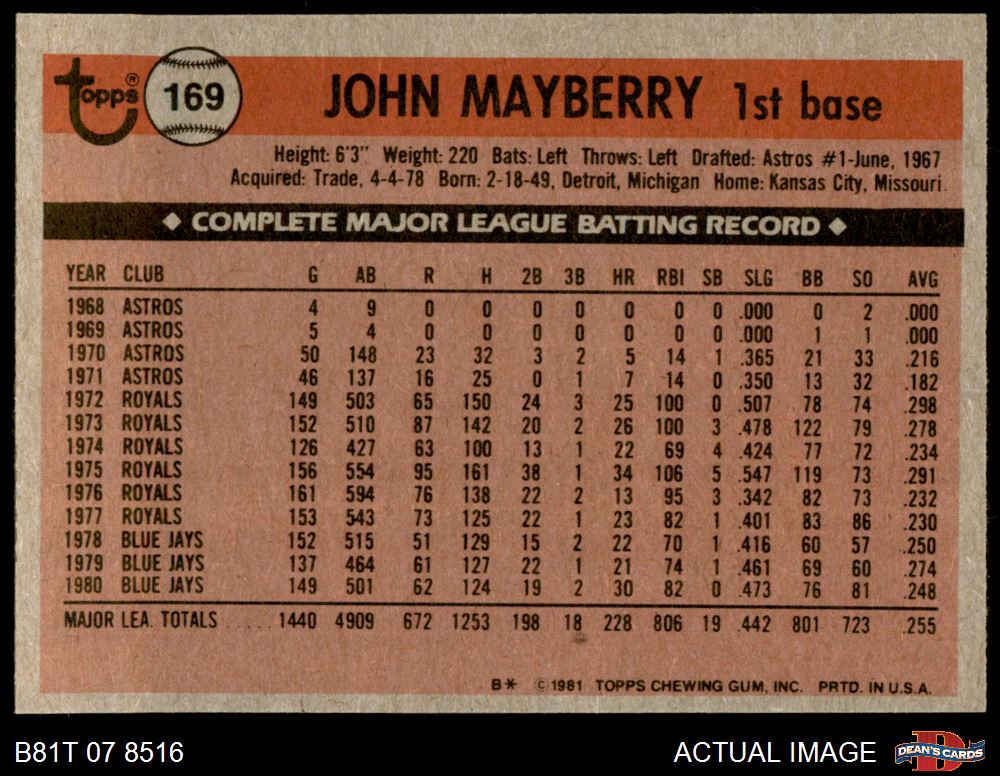 Topps® 169 JOHN MAYBERRY 1st base
Height: 6'3" Weight: 220 Bats: Left Throws: Left Drafted: Astros #1-June, 1967
Acquired: Trade, 4-4-78 Born: 2-18-49, Detroit, Michigan Home: Kansas City, Missouri.
◆ COMPLETE MAJOR LEAGUE BATTING RECORD ◆
YEAR CLUB G AB R H 2B 3B HR RBI SB SLG BB SO AVG
1968 ASTROS 4 9 0 0 0 0 0 0 0 .000 0 2 .000
1969 ASTROS 5 4 0 0 0 0 0 0 0 .000 1 1 .000
1970 ASTROS 50 148 23 32 3 2 5 14 1 .365 21 33 .216
1971 ASTROS 46 137 16 25 0 1 7 14 0 .350 13 32 .182
1972 ROYALS 149 503 65 150 24 3 25 100 0 .507 78 74 .298
1973 ROYALS 152 510 87 142 20 2 26 100 3 .478 122 79 .278
1974 ROYALS 126 427 63 100 13 1 22 69 4 .424 77 72 .234
1975 ROYALS 156 554 95 161 38 1 34 106 5 .547 119 73 .291
1976 ROYALS 161 594 76 138 22 2 13 95 3 .342 82 73 .232
1977 ROYALS 153 543 73 125 22 1 23 82 1 .401 83 86 .230
1978 BLUE JAYS 152 515 51 129 15 2 22 70 1 .416 60 57 .250
1979 BLUE JAYS 137 464 61 127 22 1 21 74 1 .461 69 60 .274
1980 BLUE JAYS 149 501 62 124 19 2 30 82 0 .473 76 81 .248
MAJOR LEA. TOTALS ..... 1440 4909 672 1253 198 18 228 806 19 .442 801 723 .255
B* © 1981 TOPPS CHEWING GUM, INC. PRTD. IN U.S.A.
B81T 07 8516 ACTUAL IMAGE D DEAN'S CARDS